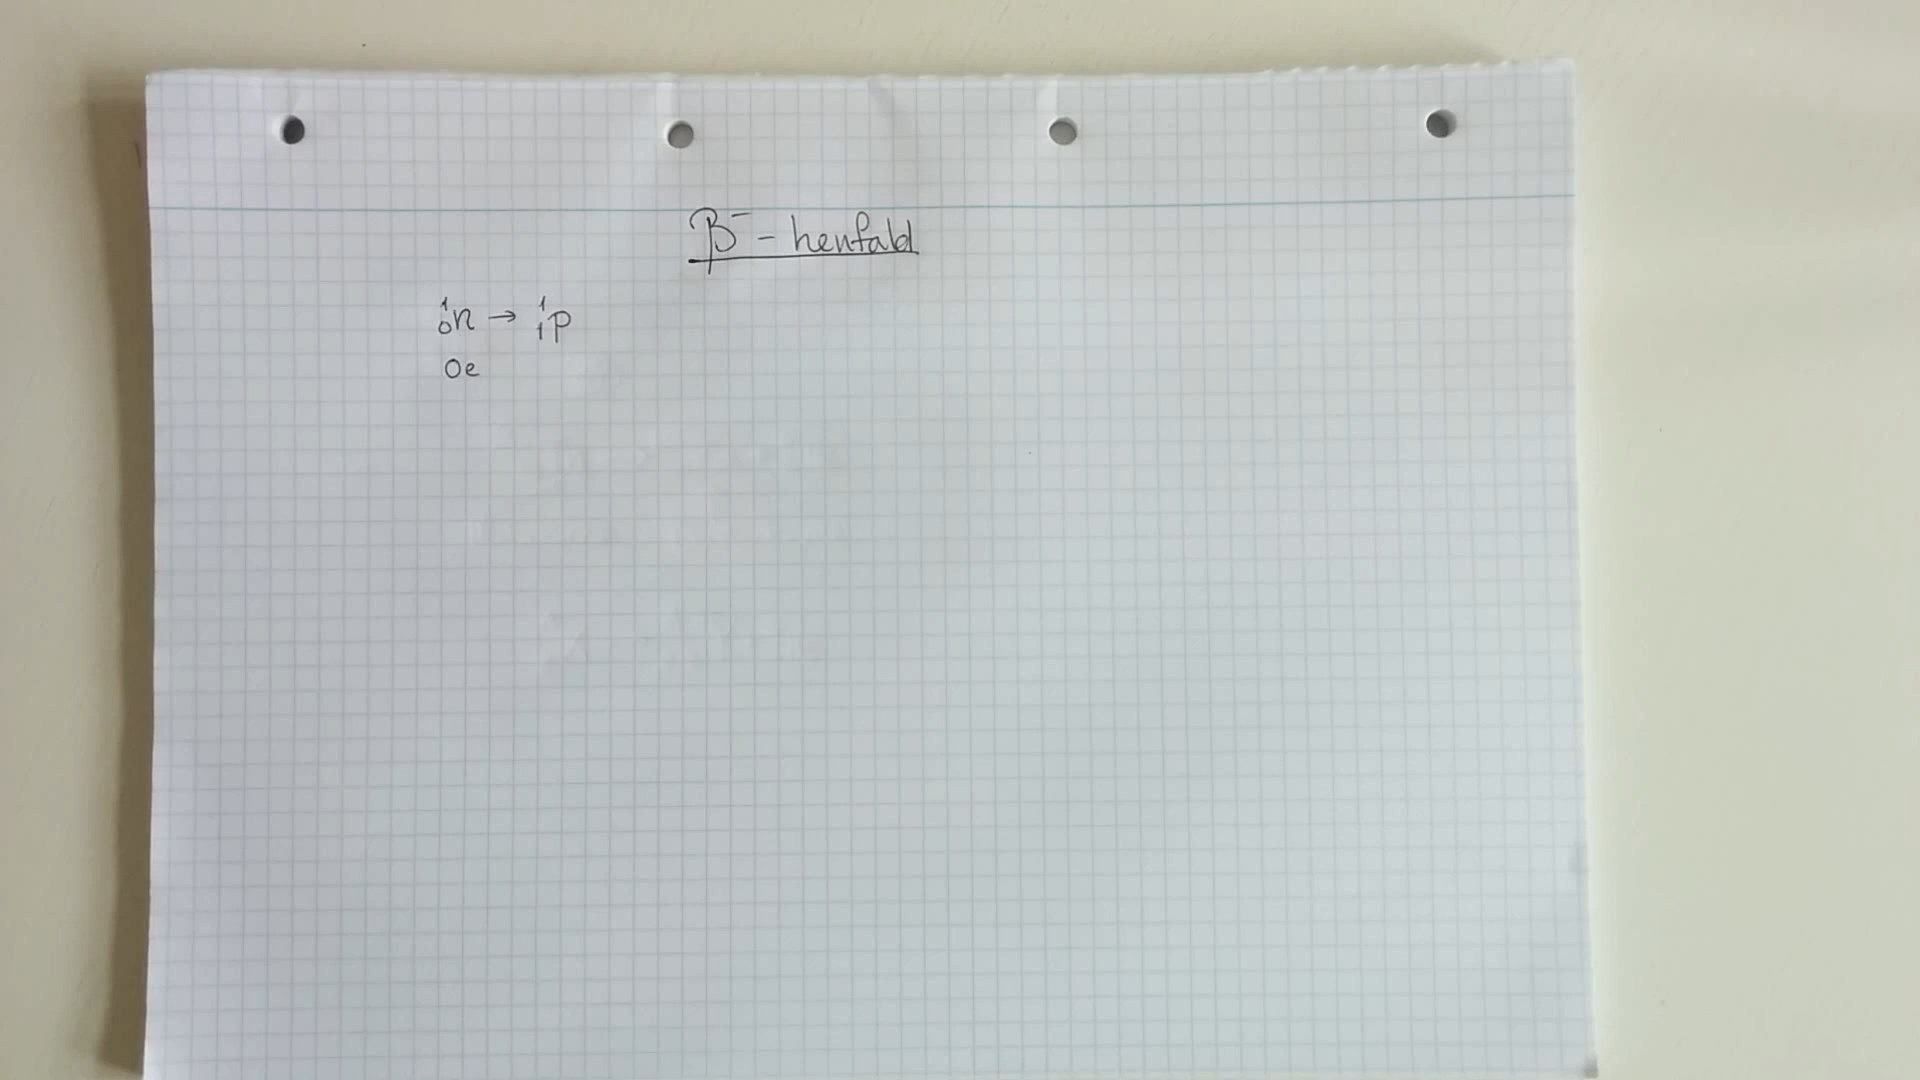 β⁻ - henfald
¹₀n → ¹₁p
0e